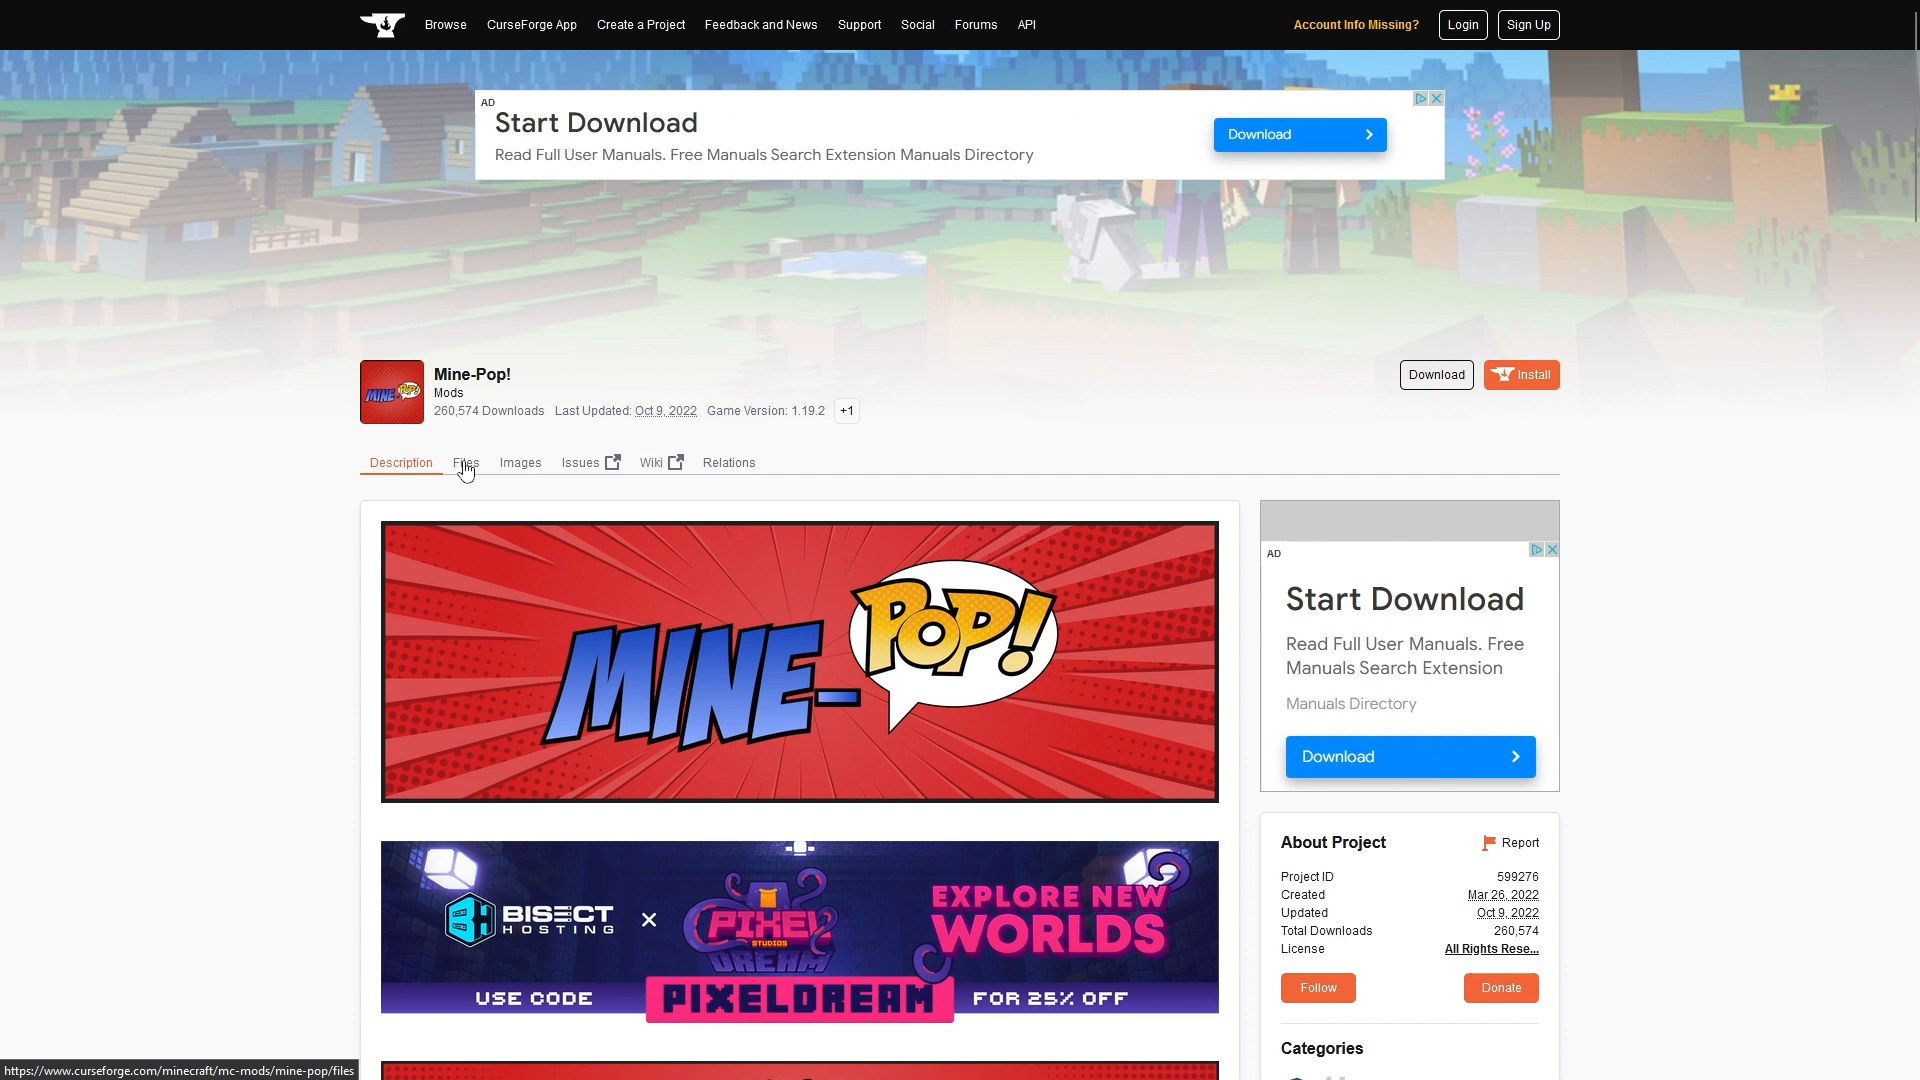 Browse CurseForge App Create a Project Feedback and News Support Social Forums API Account Info Missing? Login Sign Up
AD
Start Download
Read Full User Manuals. Free Manuals Search Extension Manuals Directory
Download
Mine-Pop!
Mods
260,574 Downloads Last Updated: Oct 9, 2022 Game Version: 1.19.2 +1
Download Install
Description Files Images Issues Wiki Relations
MINE-POP!
MINE-POP!
BISECT HOSTING × PIXEL DREAM STUDIOS
EXPLORE NEW WORLDS
USE CODE PIXELDREAM FOR 25% OFF
AD
Start Download
Read Full User Manuals. Free
Manuals Search Extension
Manuals Directory
Download
About Project Report
Project ID 599276
Created Mar 26, 2022
Updated Oct 9, 2022
Total Downloads 260,574
License All Rights Rese...
Follow Donate
Categories
https://www.curseforge.com/minecraft/mc-mods/mine-pop/files